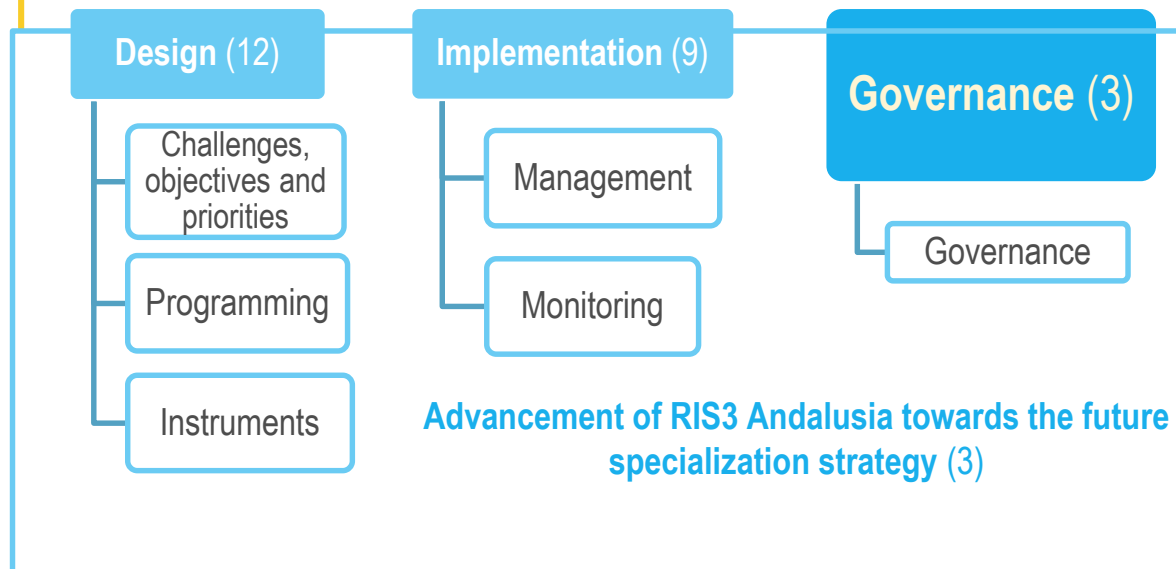 Design (12)
Challenges,
objectives and
priorities
Programming
Instruments
Implementation (9)
Management
Monitoring
Governance (3)
Governance
Advancement of RIS3 Andalusia towards the future
specialization strategy (3)